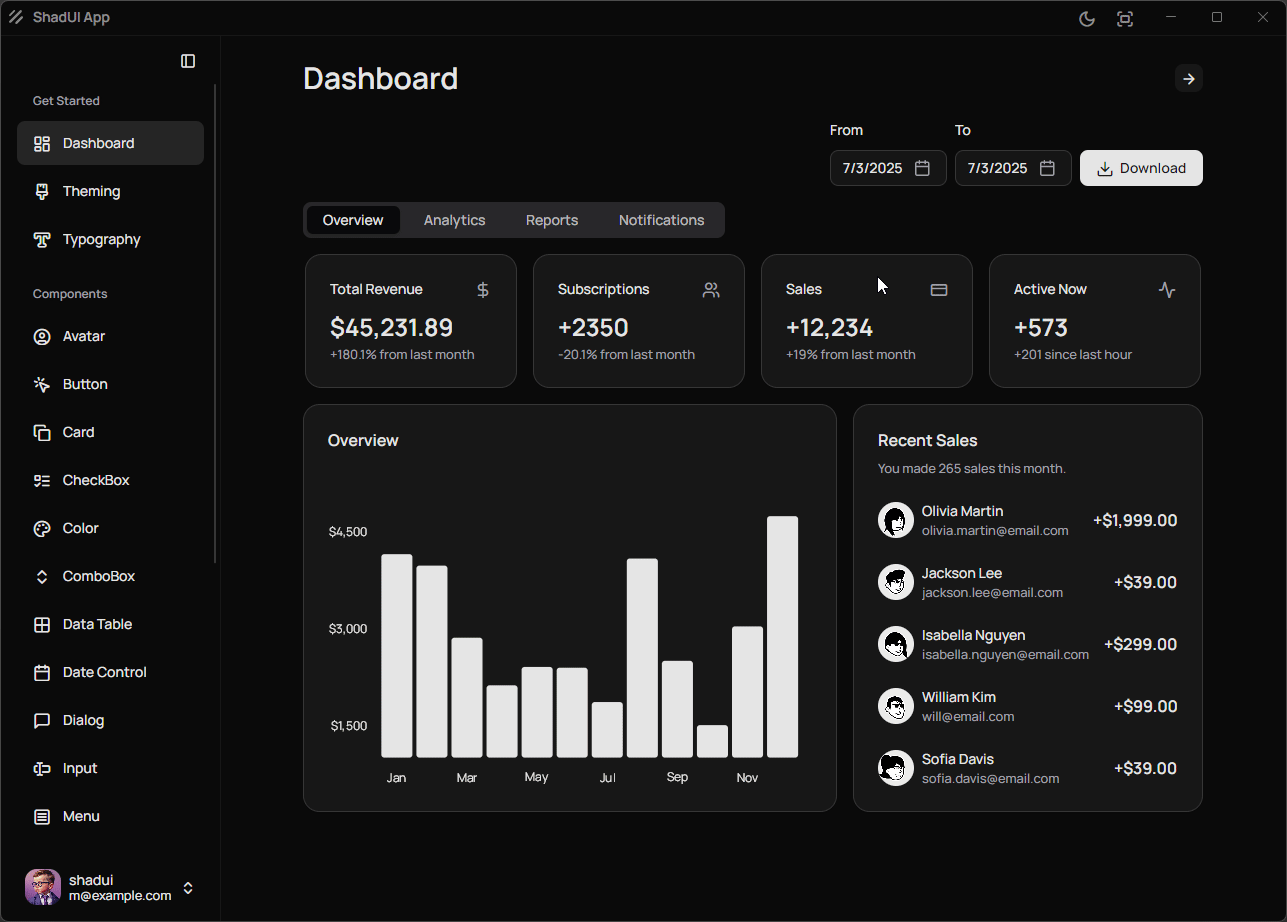 ShadUI App
Get Started
Dashboard
Theming
Typography
Components
Avatar
Button
Card
CheckBox
Color
ComboBox
Data Table
Date Control
Dialog
Input
Menu
shadui
m@example.com
Dashboard
From
To
7/3/2025
7/3/2025
Download
Overview
Analytics
Reports
Notifications
Total Revenue
$45,231.89
+180.1% from last month
Subscriptions
+2350
-20.1% from last month
Sales
+12,234
+19% from last month
Active Now
+573
+201 since last hour
Overview
$4,500
$3,000
$1,500
Jan
Mar
May
Jul
Sep
Nov
Recent Sales
You made 265 sales this month.
Olivia Martin
olivia.martin@email.com
+$1,999.00
Jackson Lee
jackson.lee@email.com
+$39.00
Isabella Nguyen
isabella.nguyen@email.com
+$299.00
William Kim
will@email.com
+$99.00
Sofia Davis
sofia.davis@email.com
+$39.00